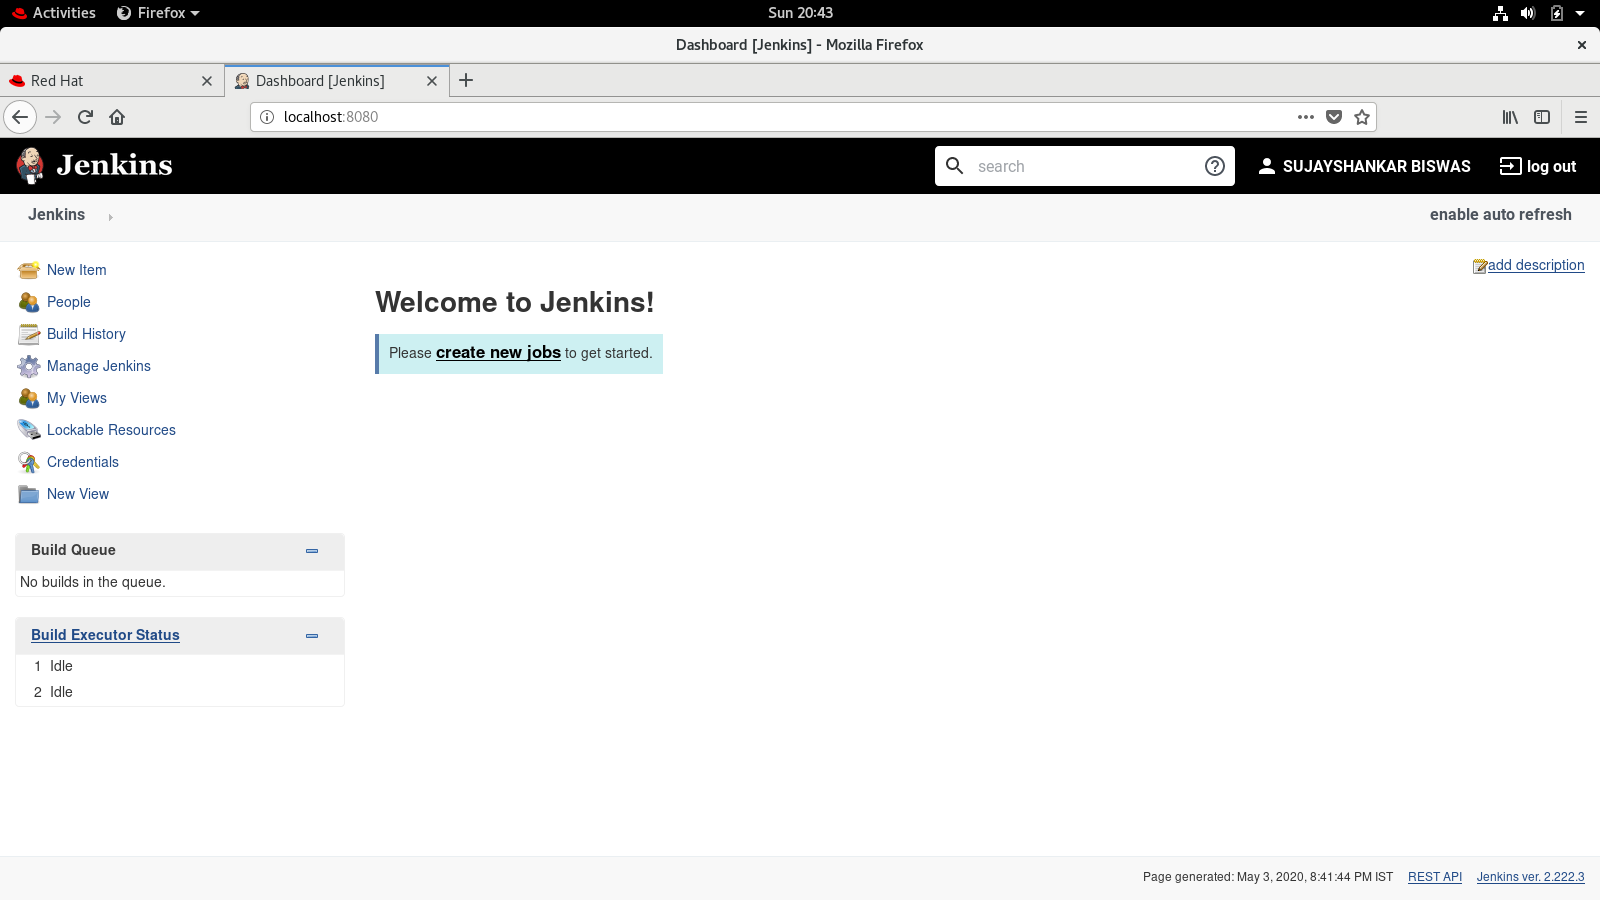 Activities Firefox Sun 20:43
Dashboard [Jenkins] - Mozilla Firefox
Red Hat Dashboard [Jenkins]
localhost:8080
Jenkins search SUJAYSHANKAR BISWAS log out
Jenkins enable auto refresh
add description
New Item
People
Build History
Manage Jenkins
My Views
Lockable Resources
Credentials
New View
Welcome to Jenkins!
Please create new jobs to get started.
Build Queue
No builds in the queue.
Build Executor Status
1 Idle
2 Idle
Page generated: May 3, 2020, 8:41:44 PM IST REST API Jenkins ver. 2.222.3